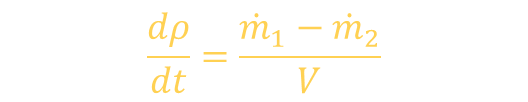 dρ/dt = (ṁ₁ − ṁ₂)/V